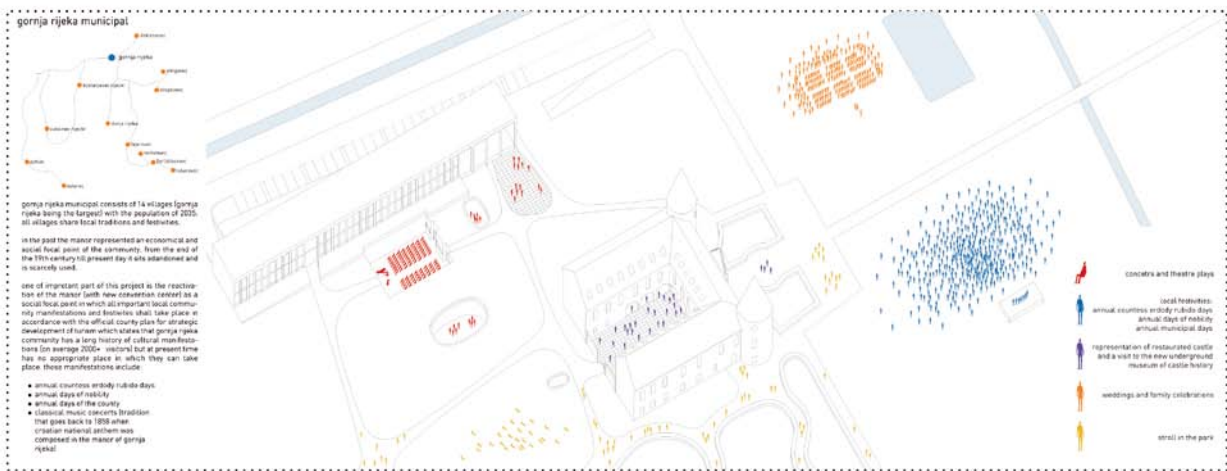 gornja rijeka municipal
gornja rijeka
gornja rijeka municipal consists of 14 villages (gornja
rijeka being the largest) with the population of 2035;
all villages share local traditions and festivities.
in the past the manor represented an economical and
social focal point of the community. from the end of
the 19th century till present day it sits abandoned and
is scarcely used.
one of impretant part of this project is the reactiva-
tion of the manor (with new convention center) as a
social focal point in which all important local commu-
nity manifestations and festivites shall take place in
accordance with the official county plan for strategic
development of turism which states that gornja rijeka
community has a long history of cultural manifesta-
tions (on average 2000+ visitors) but at present time
has no appropriate place in which they can take
place. those manifestations include:
• annual countess erdody rubido days
• annual days of nobility
• annual days of the county
• classical music concerts (tradition
that goes back to 1858 when
croatian national anthem was
composed in the manor of gornja
rijeka)
concetrs and theatre plays
local festivities:
annual countess erdody rubido days
annual days of nobility
annual municipal days
representation of restaurated castle
and a visit to the new underground
museum of castle history
weddings and family celebrations
stroll in the park